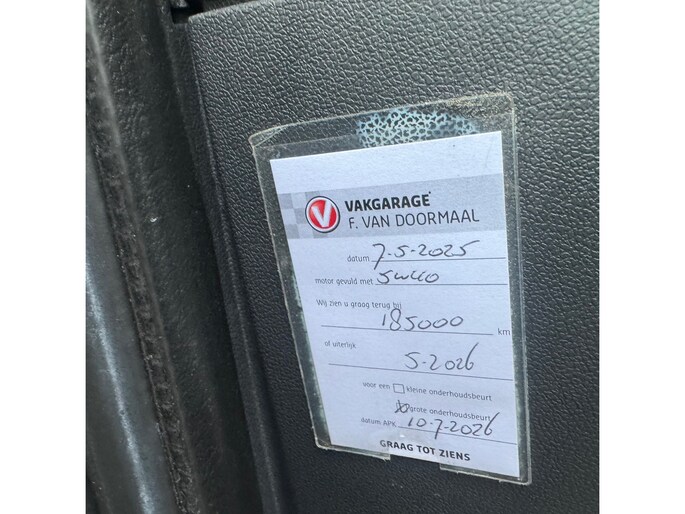 VAKGARAGE
F. VAN DOORMAAL
datum 7-5-2025
motor gevuld met 5W40
Wij zien u graag terug bij
185000 km
of uiterlijk
5-2026
voor een kleine onderhoudsbeurt
grote onderhoudsbeurt
datum APK 10-7-2026
GRAAG TOT ZIENS